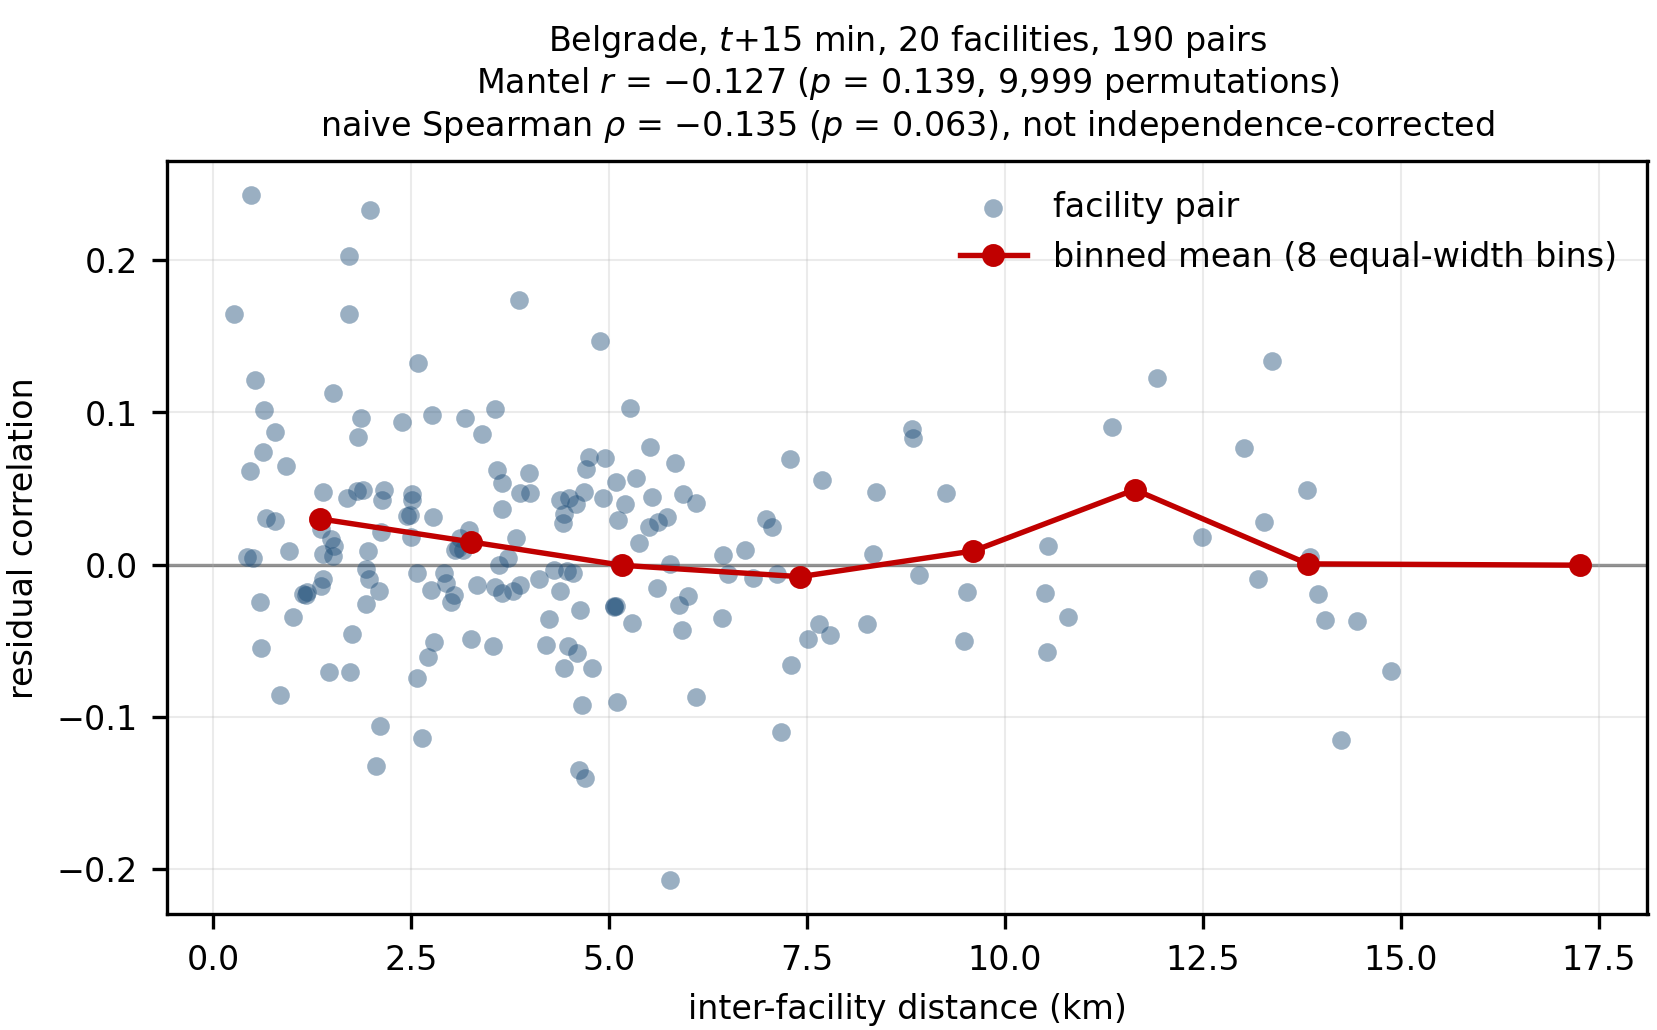 Belgrade, t+15 min, 20 facilities, 190 pairs
Mantel r = −0.127 (p = 0.139, 9,999 permutations)
naive Spearman ρ = −0.135 (p = 0.063), not independence-corrected
facility pair
binned mean (8 equal-width bins)
residual correlation
0.2
0.1
0.0
−0.1
−0.2
0.0 2.5 5.0 7.5 10.0 12.5 15.0 17.5
inter-facility distance (km)